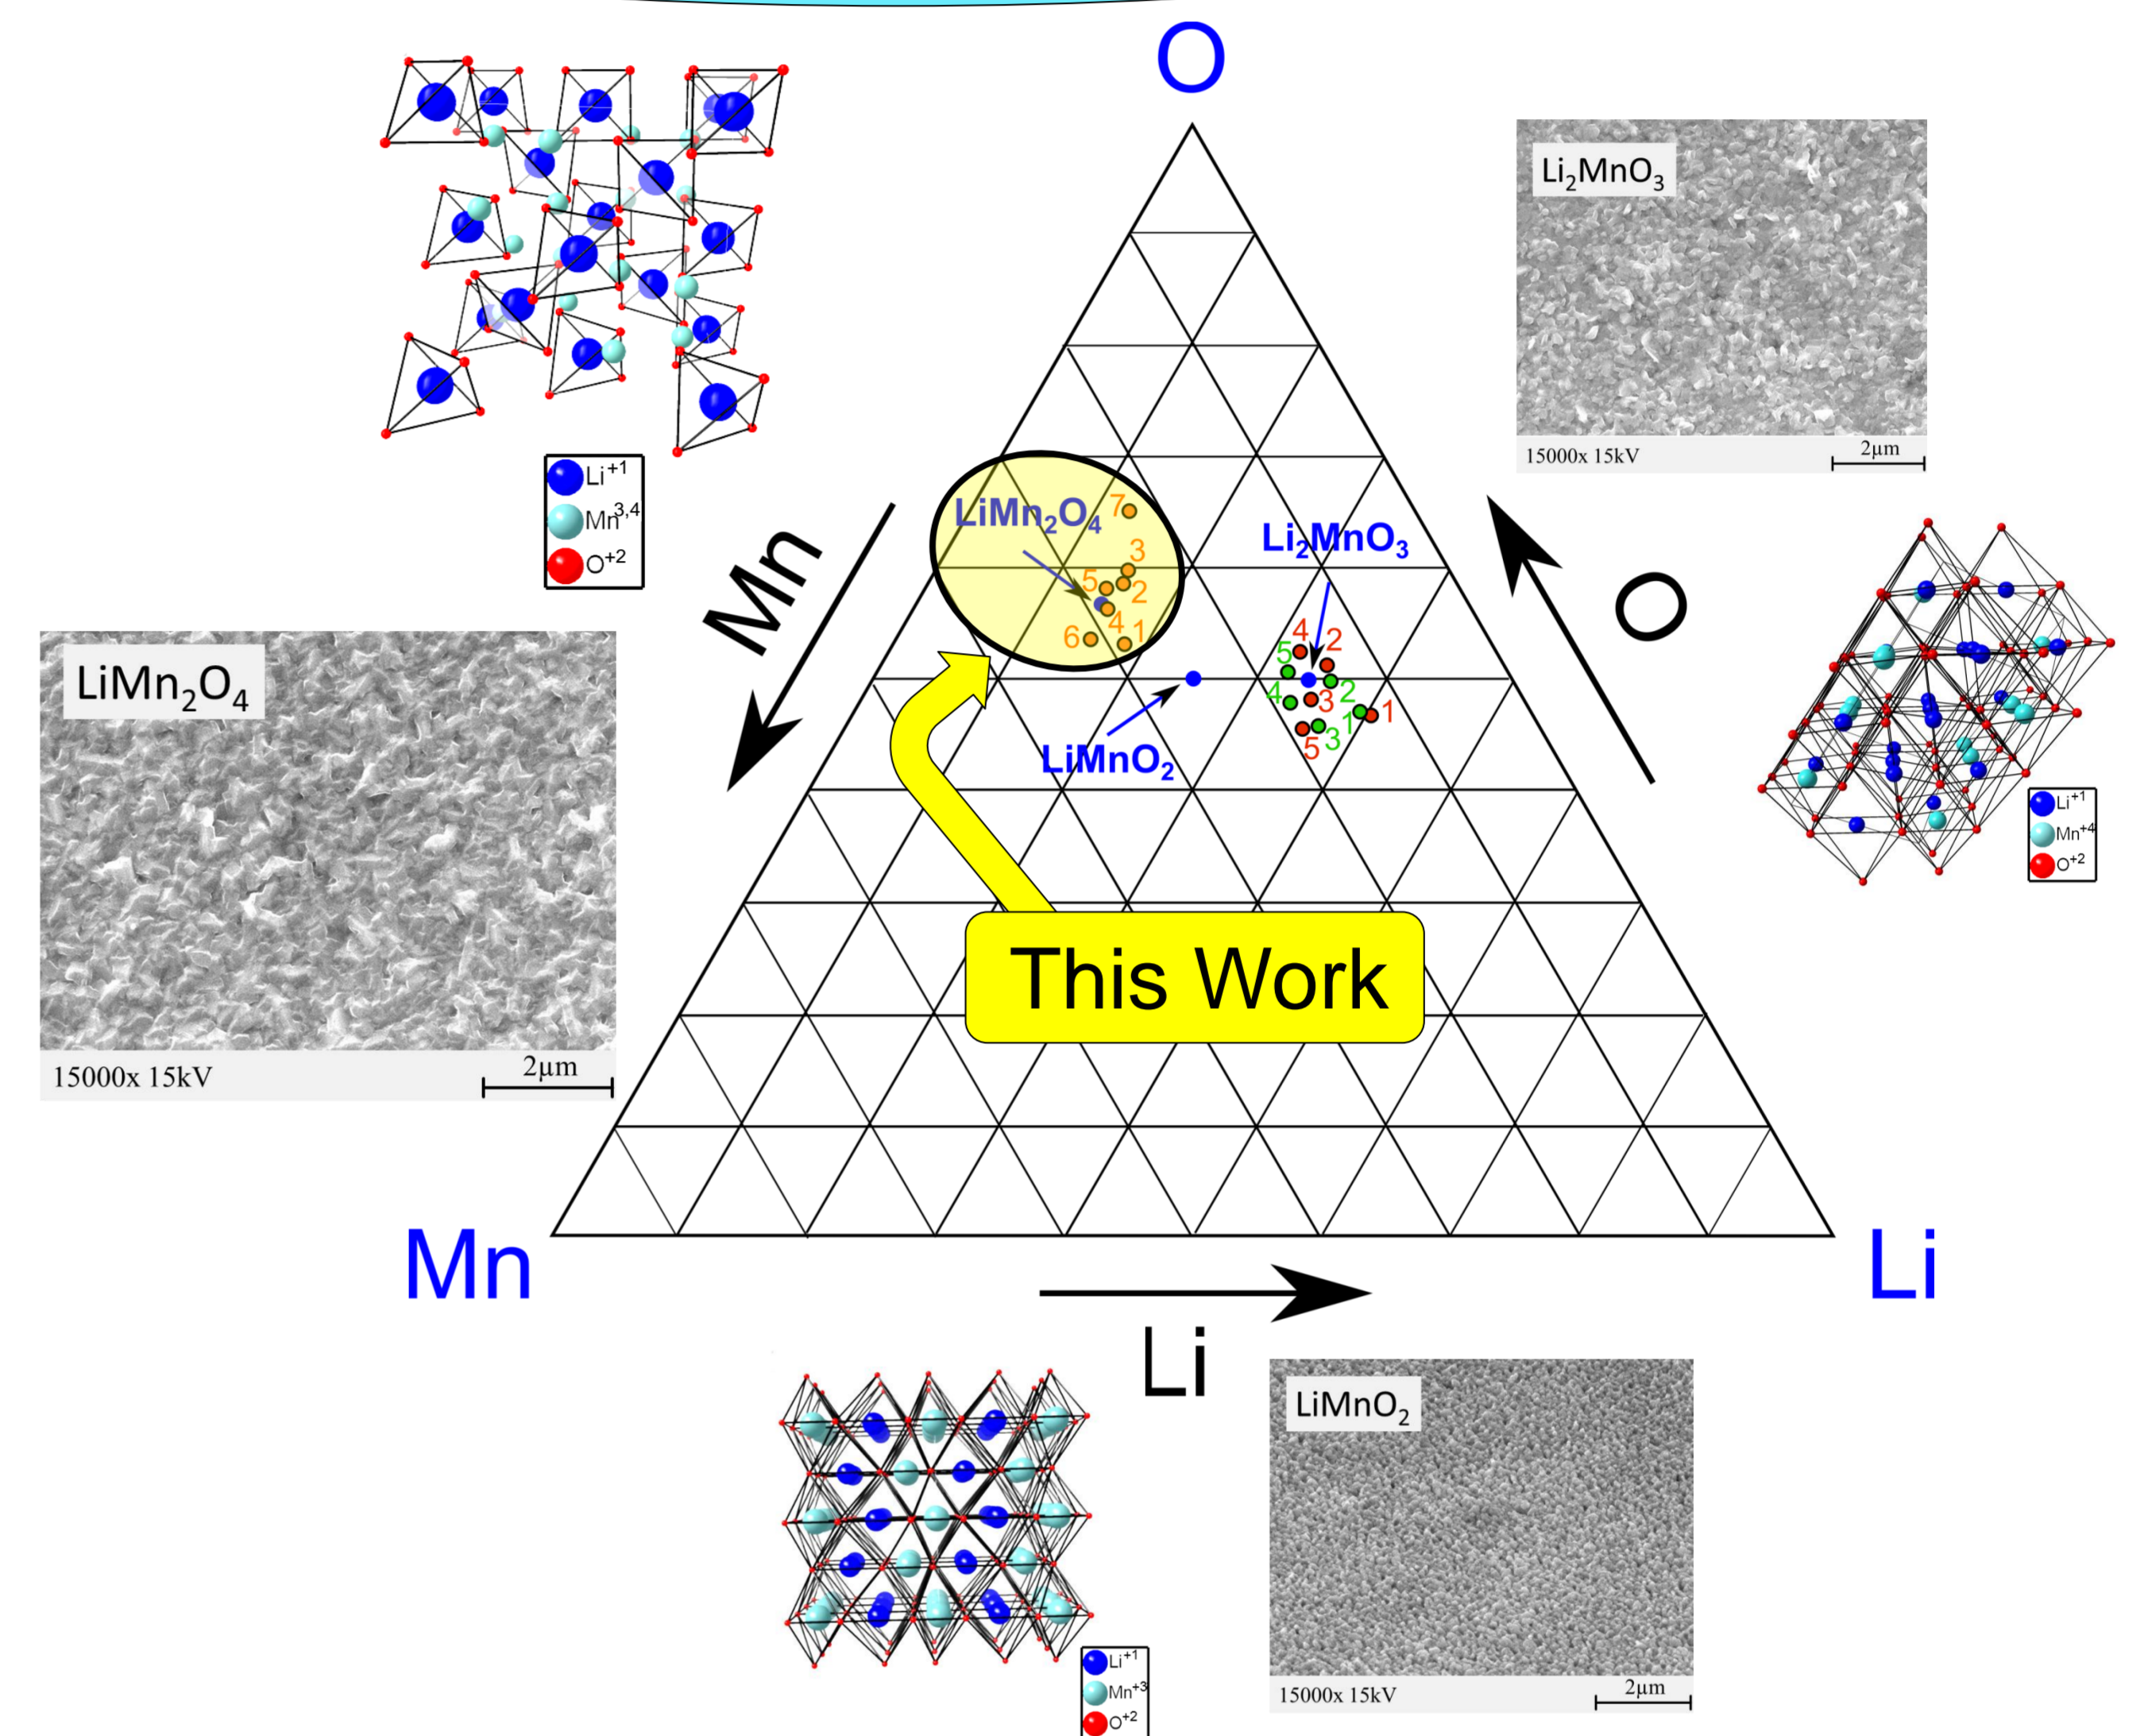 O
Li₂MnO₃
15000x 15kV
2µm
Li⁺¹
Mn³,⁴
O⁺²
Mn
O
LiMn₂O₄
7
3
5
2
4
6
1
Li₂MnO₃
4
2
5
4
2
3
1
1
3
5
LiMnO₂
LiMn₂O₄
15000x 15kV
2µm
Li⁺¹
Mn⁺⁴
O⁺²
This Work
Mn
Li
Li
LiMnO₂
15000x 15kV
2µm
Li⁺¹
Mn⁺³
O⁺²